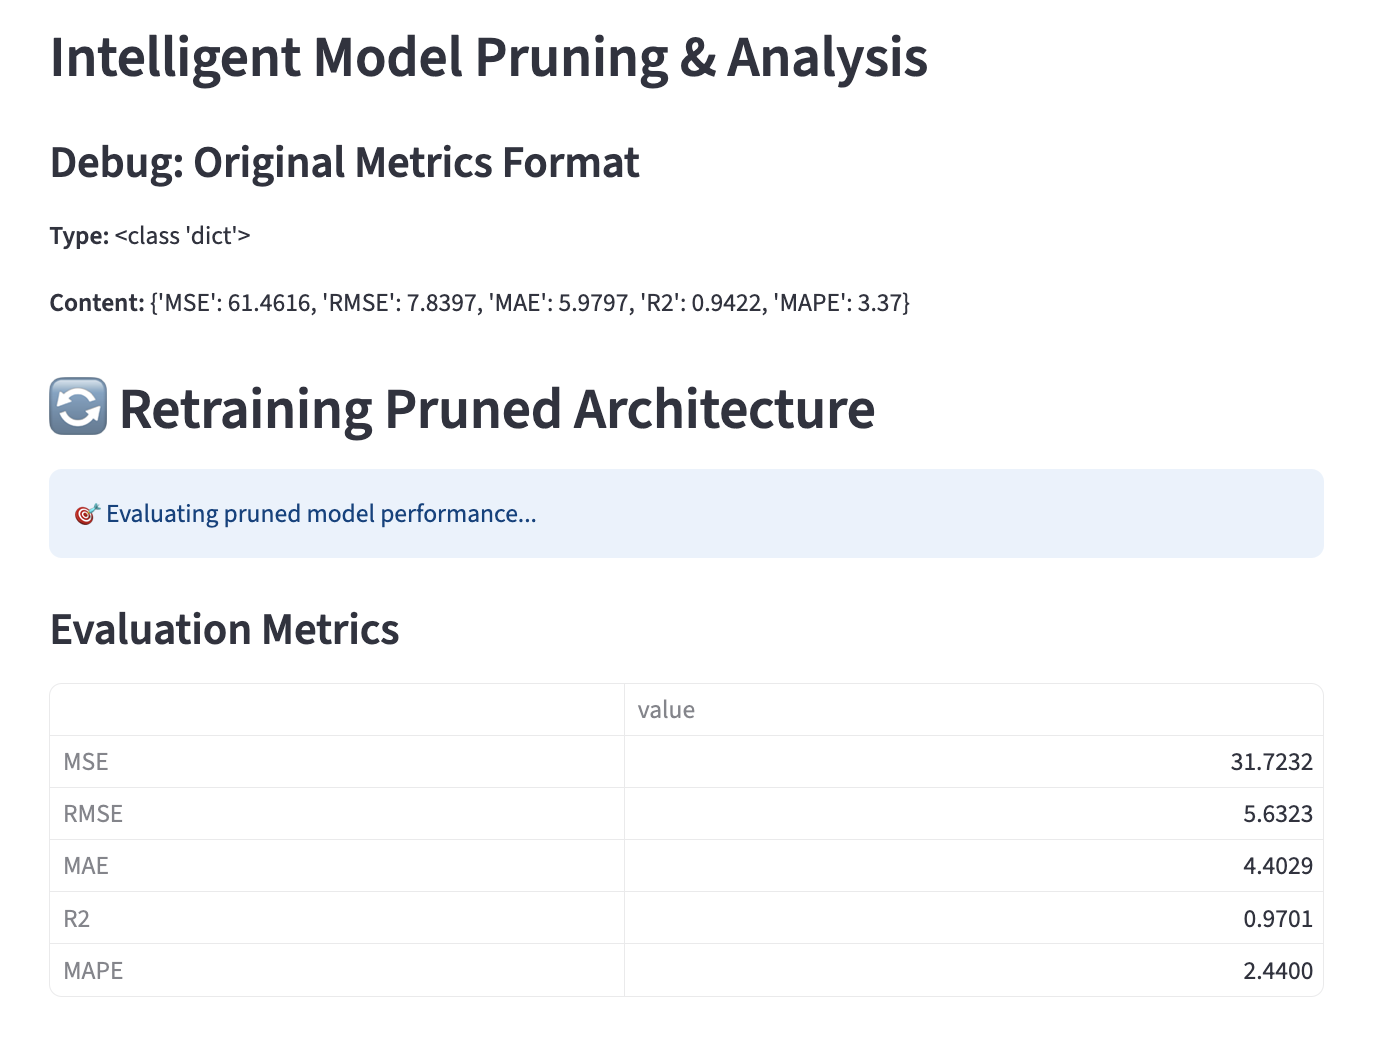 Intelligent Model Pruning & Analysis
Debug: Original Metrics Format
Type: <class 'dict'>
Content: {'MSE': 61.4616, 'RMSE': 7.8397, 'MAE': 5.9797, 'R2': 0.9422, 'MAPE': 3.37}
🔄 Retraining Pruned Architecture
🎯 Evaluating pruned model performance...
Evaluation Metrics
value
MSE 31.7232
RMSE 5.6323
MAE 4.4029
R2 0.9701
MAPE 2.4400